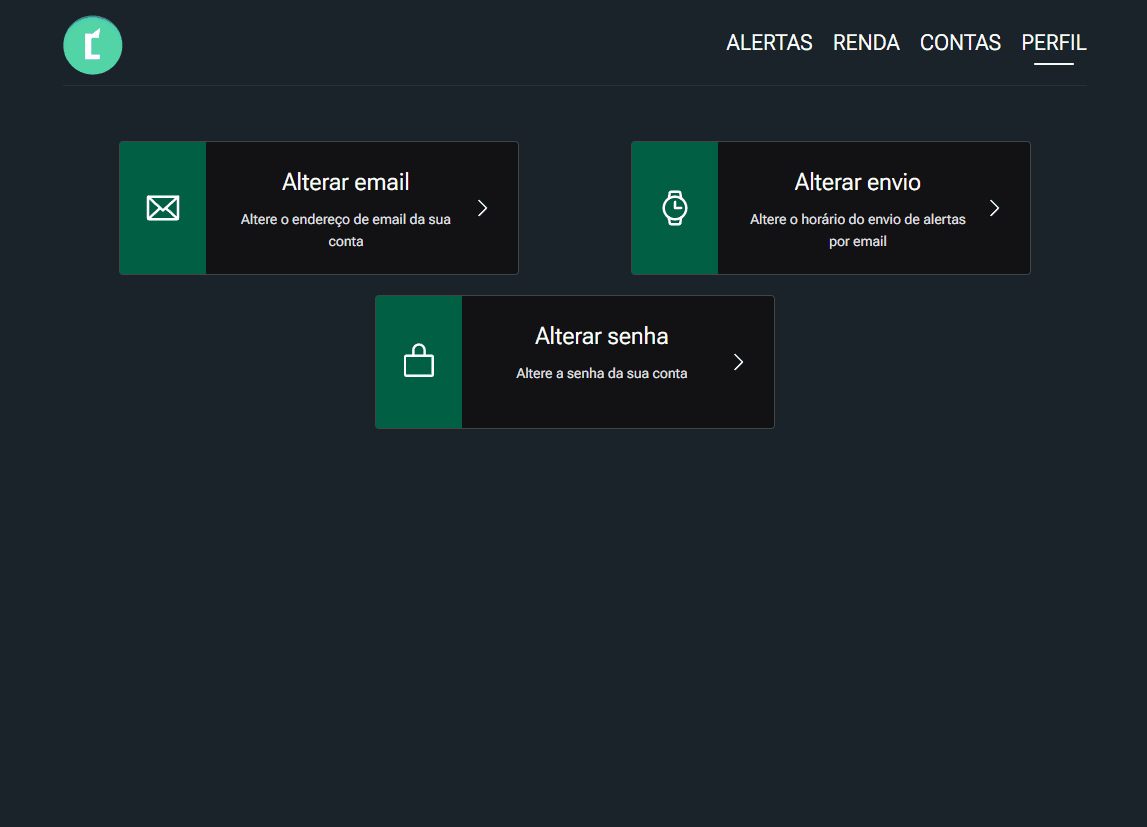 ALERTAS RENDA CONTAS PERFIL
Alterar email
Altere o endereço de email da sua
conta
Alterar envio
Altere o horário do envio de alertas
por email
Alterar senha
Altere a senha da sua conta